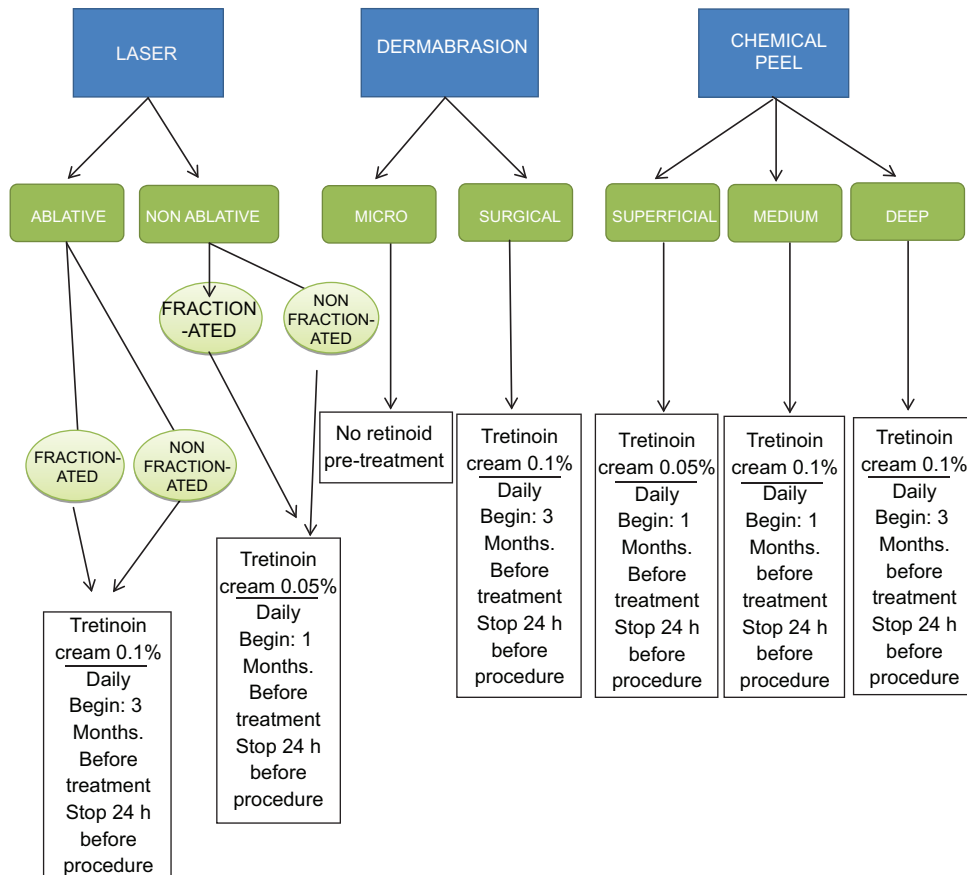 LASER
DERMABRASION
CHEMICAL
PEEL
ABLATIVE
NON ABLATIVE
MICRO
SURGICAL
SUPERFICIAL
MEDIUM
DEEP
FRACTION
-ATED
NON
FRACTION-
ATED
FRACTION-
ATED
NON
FRACTION-
ATED
Tretinoin
cream 0.1%
Daily
Begin: 3
Months.
Before
treatment
Stop 24 h
before
procedure
Tretinoin
cream 0.05%
Daily
Begin: 1
Months.
Before
treatment
Stop 24 h
before
procedure
No retinoid
pre-treatment
Tretinoin
cream 0.1%
Daily
Begin: 3
Months.
Before
treatment
Stop 24 h
before
procedure
Tretinoin
cream 0.05%
Daily
Begin: 1
Months.
Before
treatment
Stop 24 h
before
procedure
Tretinoin
cream 0.1%
Daily
Begin: 1
Months.
before
treatment
Stop 24 h
before
procedure
Tretinoin
cream 0.1%
Daily
Begin: 3
Months.
before
treatment
Stop 24 h
before
procedure